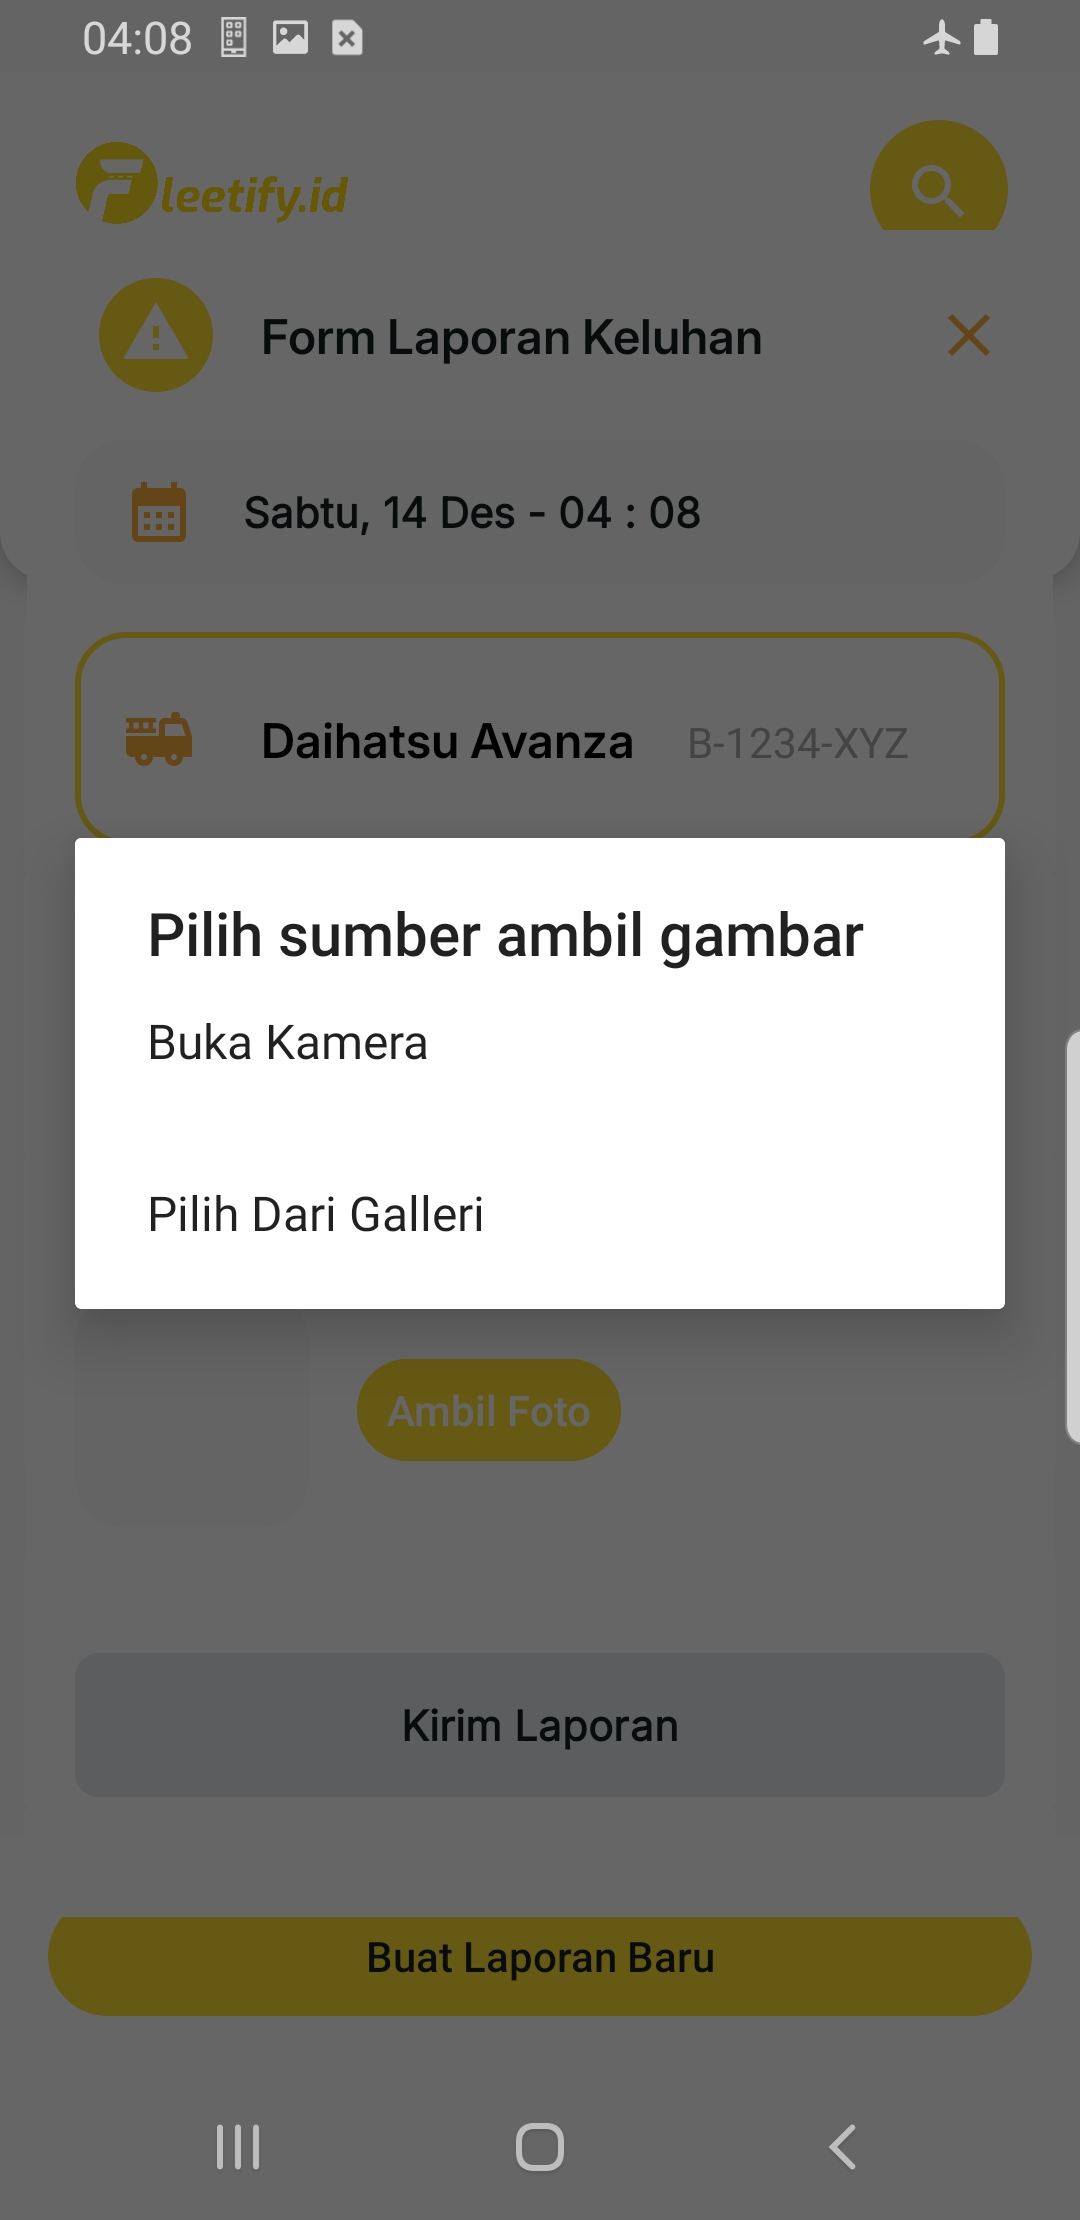 04:08
Fleetify.id
Form Laporan Keluhan
Sabtu, 14 Des - 04 : 08
Daihatsu Avanza B-1234-XYZ
Pilih sumber ambil gambar
Buka Kamera
Pilih Dari Galleri
Ambil Foto
Kirim Laporan
Buat Laporan Baru